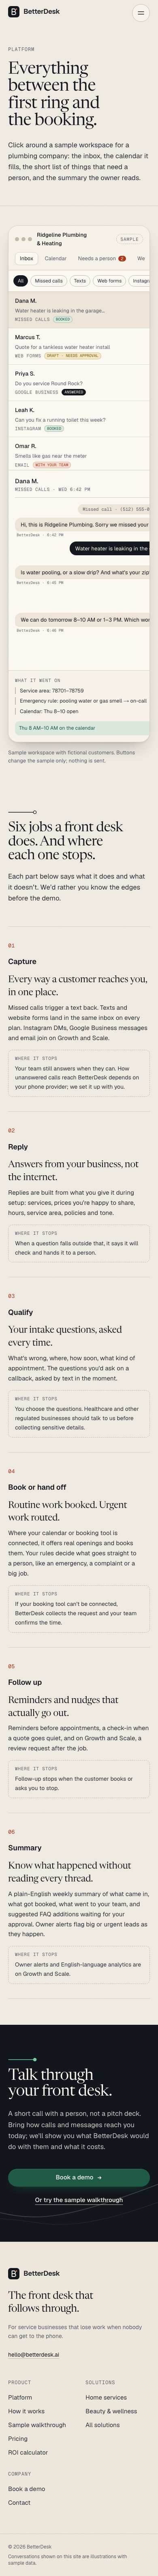 BetterDesk
PLATFORM
Everything
between the
first ring and
the booking.
Click around a sample workspace for a
plumbing company: the inbox, the calendar it
fills, the short list of things that need a
person, and the summary the owner reads.
Ridgeline Plumbing
& Heating
SAMPLE
Inbox
Calendar
Needs a person 2
We
All
Missed calls
Texts
Web forms
Instagr
Dana M.
Water heater is leaking in the garage...
MISSED CALLS BOOKED
Marcus T.
Quote for a tankless water heater install
WEB FORMS DRAFT · NEEDS APPROVAL
Priya S.
Do you service Round Rock?
GOOGLE BUSINESS ANSWERED
Leah K.
Can you fix a running toilet this week?
INSTAGRAM BOOKED
Omar R.
Smells like gas near the meter
EMAIL WITH YOUR TEAM
Dana M.
MISSED CALLS · WED 6:42 PM
Missed call · (512) 555-0
Hi, this is Ridgeline Plumbing. Sorry we missed your
BetterDesk · 6:42 PM
Water heater is leaking in the
Is water pooling, or a slow drip? And what's your zip
BetterDesk · 6:45 PM
We can do tomorrow 8–10 AM or 1–3 PM. Which wor
BetterDesk · 6:46 PM
WHAT IT WENT ON
Service area: 78701–78759
Emergency rule: pooling water or gas smell → on-call
Calendar: Thu 8–10 open
Thu 8 AM–10 AM on the calendar
Sample workspace with fictional customers. Buttons
change the sample only; nothing is sent.
Six jobs a front desk
does. And where
each one stops.
Each part below says what it does and what
it doesn't. We'd rather you know the edges
before the demo.
01
Capture
Every way a customer reaches you,
in one place.
Missed calls trigger a text back. Texts and
website forms land in the same inbox on every
plan. Instagram DMs, Google Business messages
and email join on Growth and Scale.
WHERE IT STOPS
Your team still answers when they can. How
unanswered calls reach BetterDesk depends on
your phone provider; we set it up with you.
02
Reply
Answers from your business, not
the internet.
Replies are built from what you give it during
setup: services, prices you're happy to share,
hours, service area, policies and tone.
WHERE IT STOPS
When a question falls outside that, it says it will
check and hands it to a person.
03
Qualify
Your intake questions, asked
every time.
What's wrong, where, how soon, what kind of
appointment. The questions you'd ask on a
callback, asked by text in the moment.
WHERE IT STOPS
You choose the questions. Healthcare and other
regulated businesses should talk to us before
collecting sensitive details.
04
Book or hand off
Routine work booked. Urgent
work routed.
Where your calendar or booking tool is
connected, it offers real openings and books
them. Your rules decide what goes straight to
a person, like an emergency, a complaint or a
big job.
WHERE IT STOPS
If your booking tool can't be connected,
BetterDesk collects the request and your team
confirms the time.
05
Follow up
Reminders and nudges that
actually go out.
Reminders before appointments, a check-in when
a quote goes quiet, and on Growth and Scale, a
review request after the job.
WHERE IT STOPS
Follow-ups stop when the customer books or
asks you to stop.
06
Summary
Know what happened without
reading every thread.
A plain-English weekly summary of what came in,
what got booked, what went to your team, and
suggested FAQ additions waiting for your
approval. Owner alerts flag big or urgent leads as
they happen.
WHERE IT STOPS
Owner alerts and English-language analytics are
on Growth and Scale.
Talk through
your front desk.
A short call with a person, not a pitch deck.
Bring how calls and messages reach you
today; we'll show you what BetterDesk would
do with them and what it costs.
Book a demo →
Or try the sample walkthrough
BetterDesk
The front desk that
follows through.
For service businesses that lose work when nobody
can get to the phone.
hello@betterdesk.ai
PRODUCT
Platform
How it works
Sample walkthrough
Pricing
ROI calculator
SOLUTIONS
Home services
Beauty & wellness
All solutions
COMPANY
Book a demo
Contact
© 2026 BetterDesk
Conversations shown on this site are illustrations with
sample data.